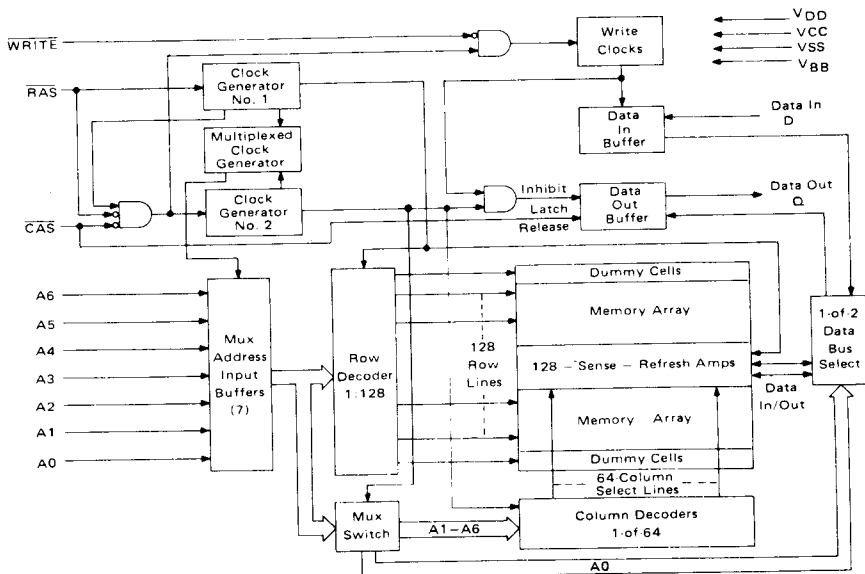 WRITE
RAS
CAS
Clock
Generator
No. 1
Multiplexed
Clock
Generator
Clock
Generator
No. 2
Write
Clocks
VDD
VCC
VSS
VBB
Data
In
Buffer
Data In
D
Inhibit
Latch
Release
Data
Out
Buffer
Data Out
Q
A6
A5
A4
A3
A2
A1
A0
Mux
Address
Input
Buffers
(7)
Row
Decoder
1:128
128
Row
Lines
Dummy Cells
Memory Array
128 – Sense – Refresh Amps
Memory Array
Dummy Cells
1-of-2
Data
Bus
Select
Data
In/Out
64-Column
Select Lines
Mux
Switch
A1–A6
Column Decoders
1-of-64
A0